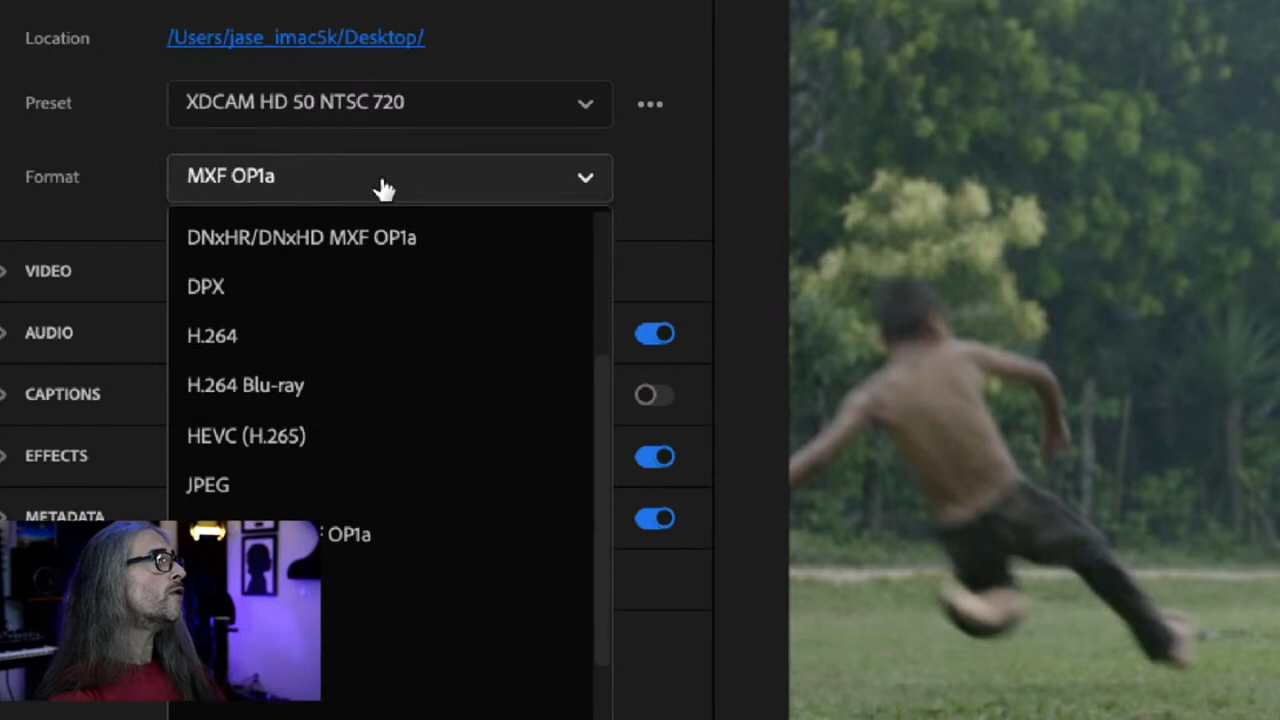 Location
/Users/jase_imac5k/Desktop/
Preset
XDCAM HD 50 NTSC 720
Format
MXF OP1a
DNxHR/DNxHD MXF OP1a
DPX
VIDEO
H.264
AUDIO
H.264 Blu-ray
CAPTIONS
HEVC (H.265)
EFFECTS
JPEG
METADATA
OP1a